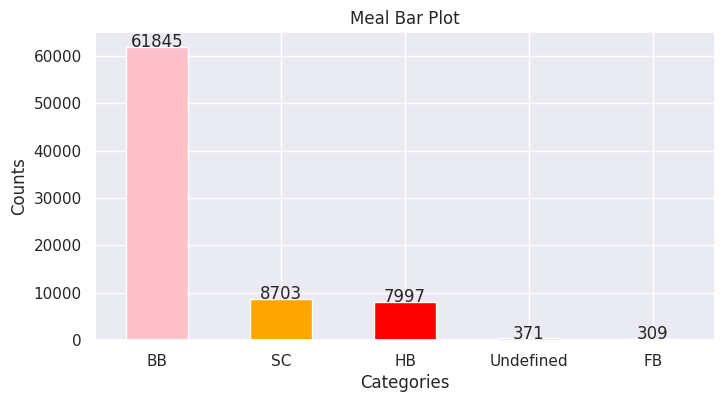 Meal Bar Plot
Counts
60000
50000
40000
30000
20000
10000
0
61845
8703
7997
371
309
BB
SC
HB
Undefined
FB
Categories